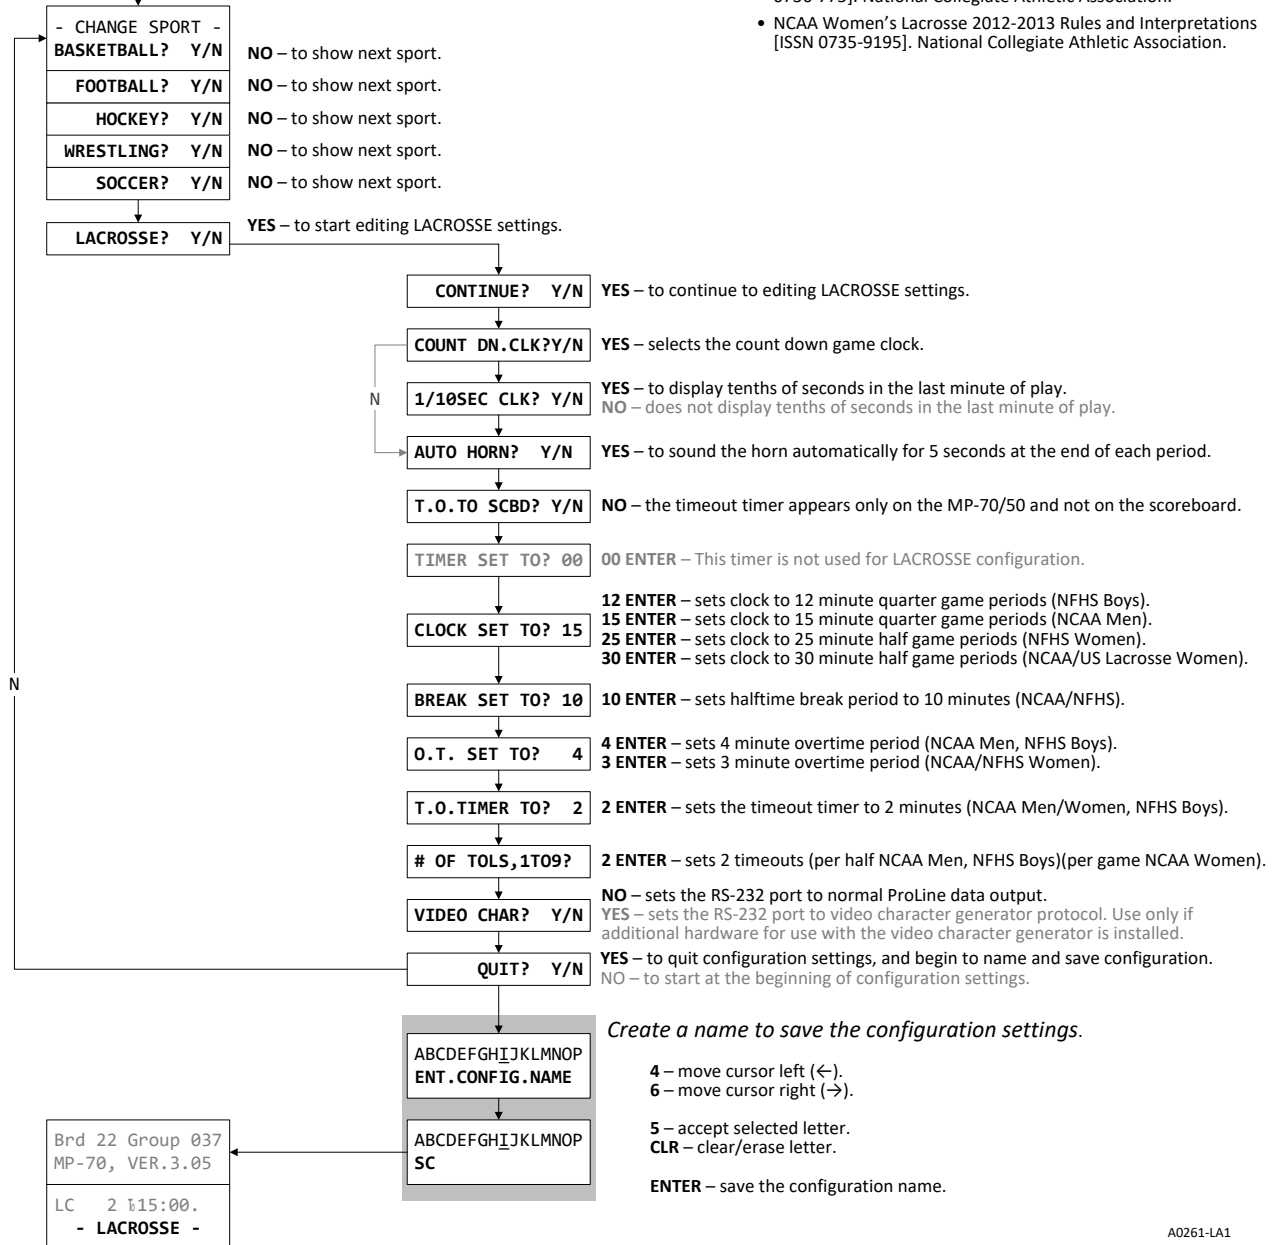 0736-775]. National Collegiate Athletic Association.
• NCAA Women's Lacrosse 2012-2013 Rules and Interpretations
[ISSN 0735-9195]. National Collegiate Athletic Association.
- CHANGE SPORT -
BASKETBALL? Y/N
NO – to show next sport.
FOOTBALL? Y/N
NO – to show next sport.
HOCKEY? Y/N
NO – to show next sport.
WRESTLING? Y/N
NO – to show next sport.
SOCCER? Y/N
NO – to show next sport.
LACROSSE? Y/N
YES – to start editing LACROSSE settings.
CONTINUE? Y/N
YES – to continue to editing LACROSSE settings.
COUNT DN.CLK?Y/N
YES – selects the count down game clock.
N
1/10SEC CLK? Y/N
YES – to display tenths of seconds in the last minute of play.
NO – does not display tenths of seconds in the last minute of play.
AUTO HORN? Y/N
YES – to sound the horn automatically for 5 seconds at the end of each period.
T.O.TO SCBD? Y/N
NO – the timeout timer appears only on the MP-70/50 and not on the scoreboard.
TIMER SET TO? 00
00 ENTER – This timer is not used for LACROSSE configuration.
CLOCK SET TO? 15
12 ENTER – sets clock to 12 minute quarter game periods (NFHS Boys).
15 ENTER – sets clock to 15 minute quarter game periods (NCAA Men).
25 ENTER – sets clock to 25 minute half game periods (NFHS Women).
30 ENTER – sets clock to 30 minute half game periods (NCAA/US Lacrosse Women).
N
BREAK SET TO? 10
10 ENTER – sets halftime break period to 10 minutes (NCAA/NFHS).
O.T. SET TO? 4
4 ENTER – sets 4 minute overtime period (NCAA Men, NFHS Boys).
3 ENTER – sets 3 minute overtime period (NCAA/NFHS Women).
T.O.TIMER TO? 2
2 ENTER – sets the timeout timer to 2 minutes (NCAA Men/Women, NFHS Boys).
# OF TOLS,1TO9?
2 ENTER – sets 2 timeouts (per half NCAA Men, NFHS Boys)(per game NCAA Women).
VIDEO CHAR? Y/N
NO – sets the RS-232 port to normal ProLine data output.
YES – sets the RS-232 port to video character generator protocol. Use only if
additional hardware for use with the video character generator is installed.
QUIT? Y/N
YES – to quit configuration settings, and begin to name and save configuration.
NO – to start at the beginning of configuration settings.
Create a name to save the configuration settings.
ABCDEFGHIJKLMNOP
ENT.CONFIG.NAME
4 – move cursor left (←).
6 – move cursor right (→).
5 – accept selected letter.
CLR – clear/erase letter.
ENTER – save the configuration name.
ABCDEFGHIJKLMNOP
SC
Brd 22 Group 037
MP-70, VER.3.05
LC 2 15:00.
- LACROSSE -
A0261-LA1